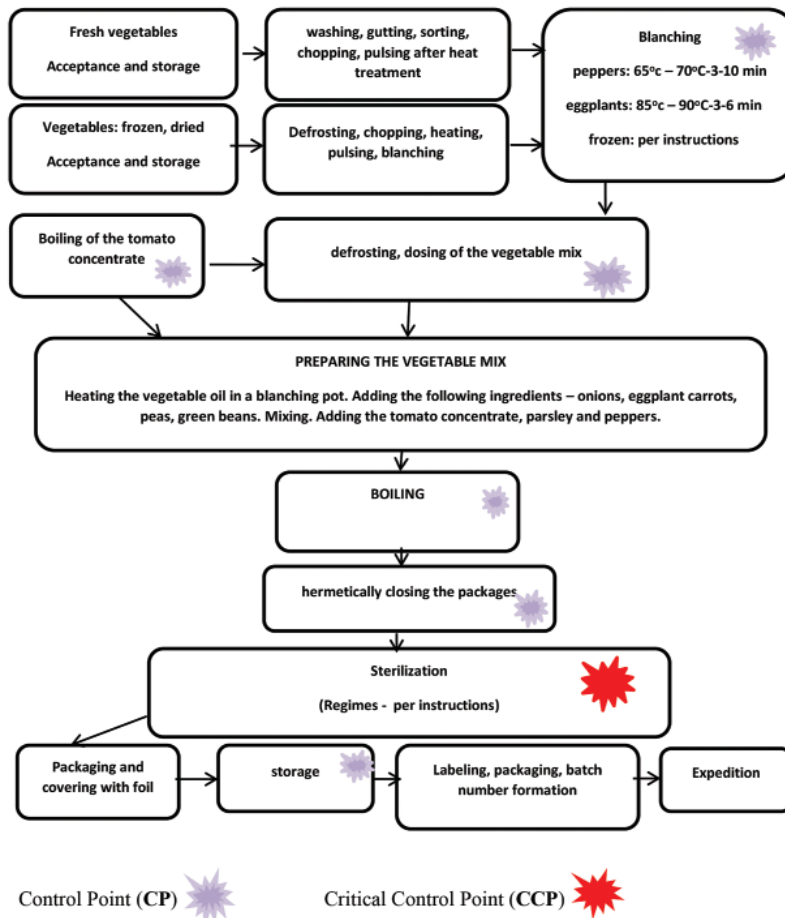 Fresh vegetables
Acceptance and storage
washing, gutting, sorting,
chopping, pulsing after heat
treatment
Blanching
peppers: 65ºc – 70ºC-3-10 min
eggplants: 85ºc – 90ºC-3-6 min
frozen: per instructions
Vegetables: frozen, dried
Acceptance and storage
Defrosting, chopping, heating,
pulsing, blanching
Boiling of the tomato
concentrate
defrosting, dosing of the vegetable mix
PREPARING THE VEGETABLE MIX
Heating the vegetable oil in a blanching pot. Adding the following ingredients – onions, eggplant carrots,
peas, green beans. Mixing. Adding the tomato concentrate, parsley and peppers.
BOILING
hermetically closing the packages
Sterilization
(Regimes - per instructions)
Packaging and
covering with foil
storage
Labeling, packaging, batch
number formation
Expedition
Control Point (CP)
Critical Control Point (CCP)